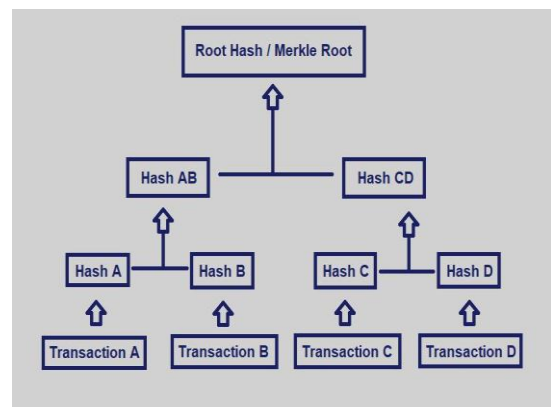 Root Hash / Merkle Root
Hash AB
Hash CD
Hash A
Hash B
Hash C
Hash D
Transaction A
Transaction B
Transaction C
Transaction D